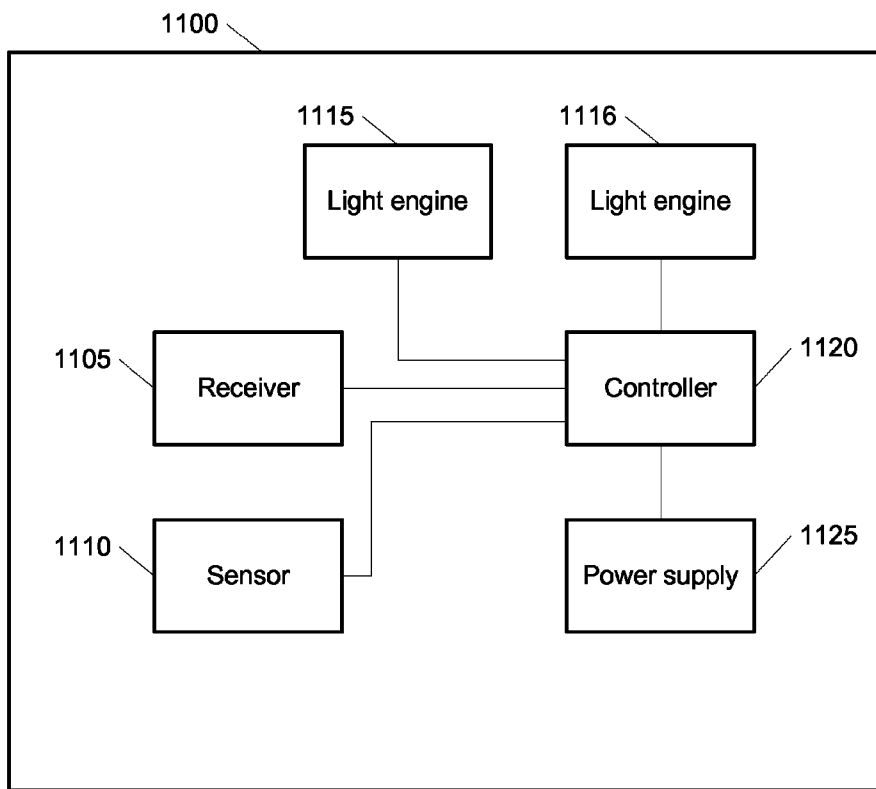 1100
1115
1116
Light engine
Light engine
1105
1120
Receiver
Controller
1110
1125
Sensor
Power supply